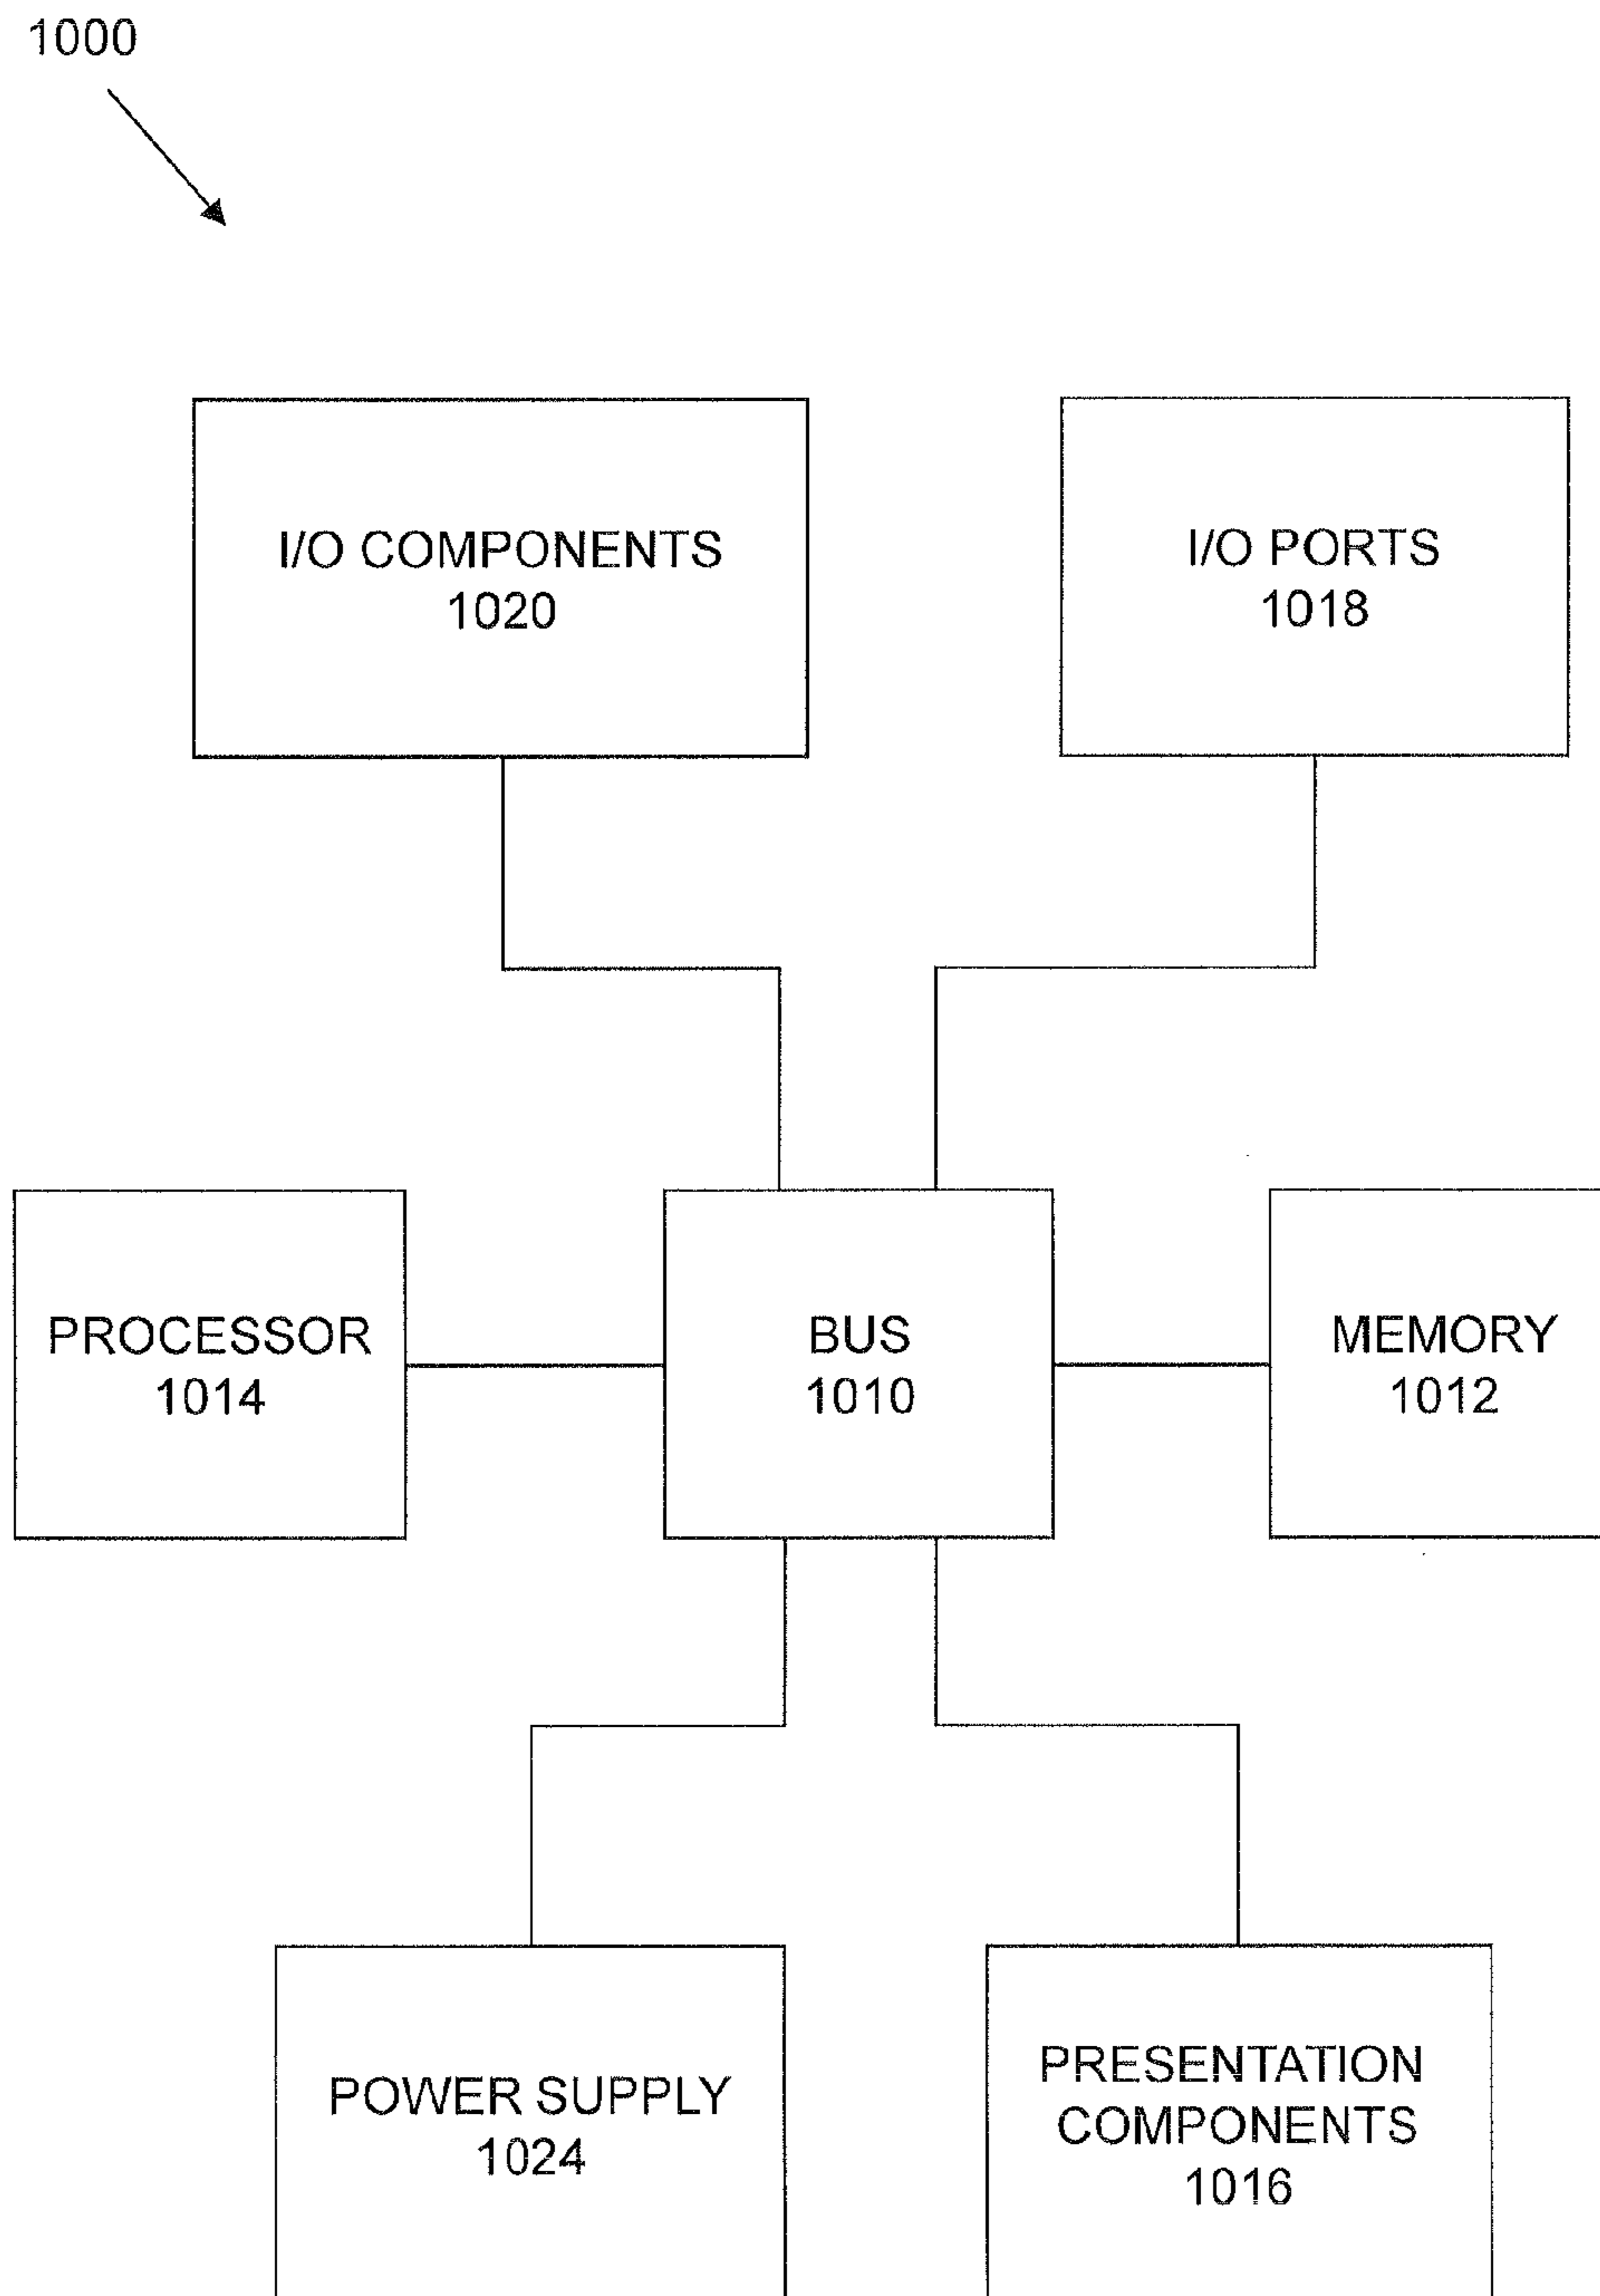 1000
I/O COMPONENTS
1020
I/O PORTS
1018
PROCESSOR
1014
BUS
1010
MEMORY
1012
POWER SUPPLY
1024
PRESENTATION
COMPONENTS
1016